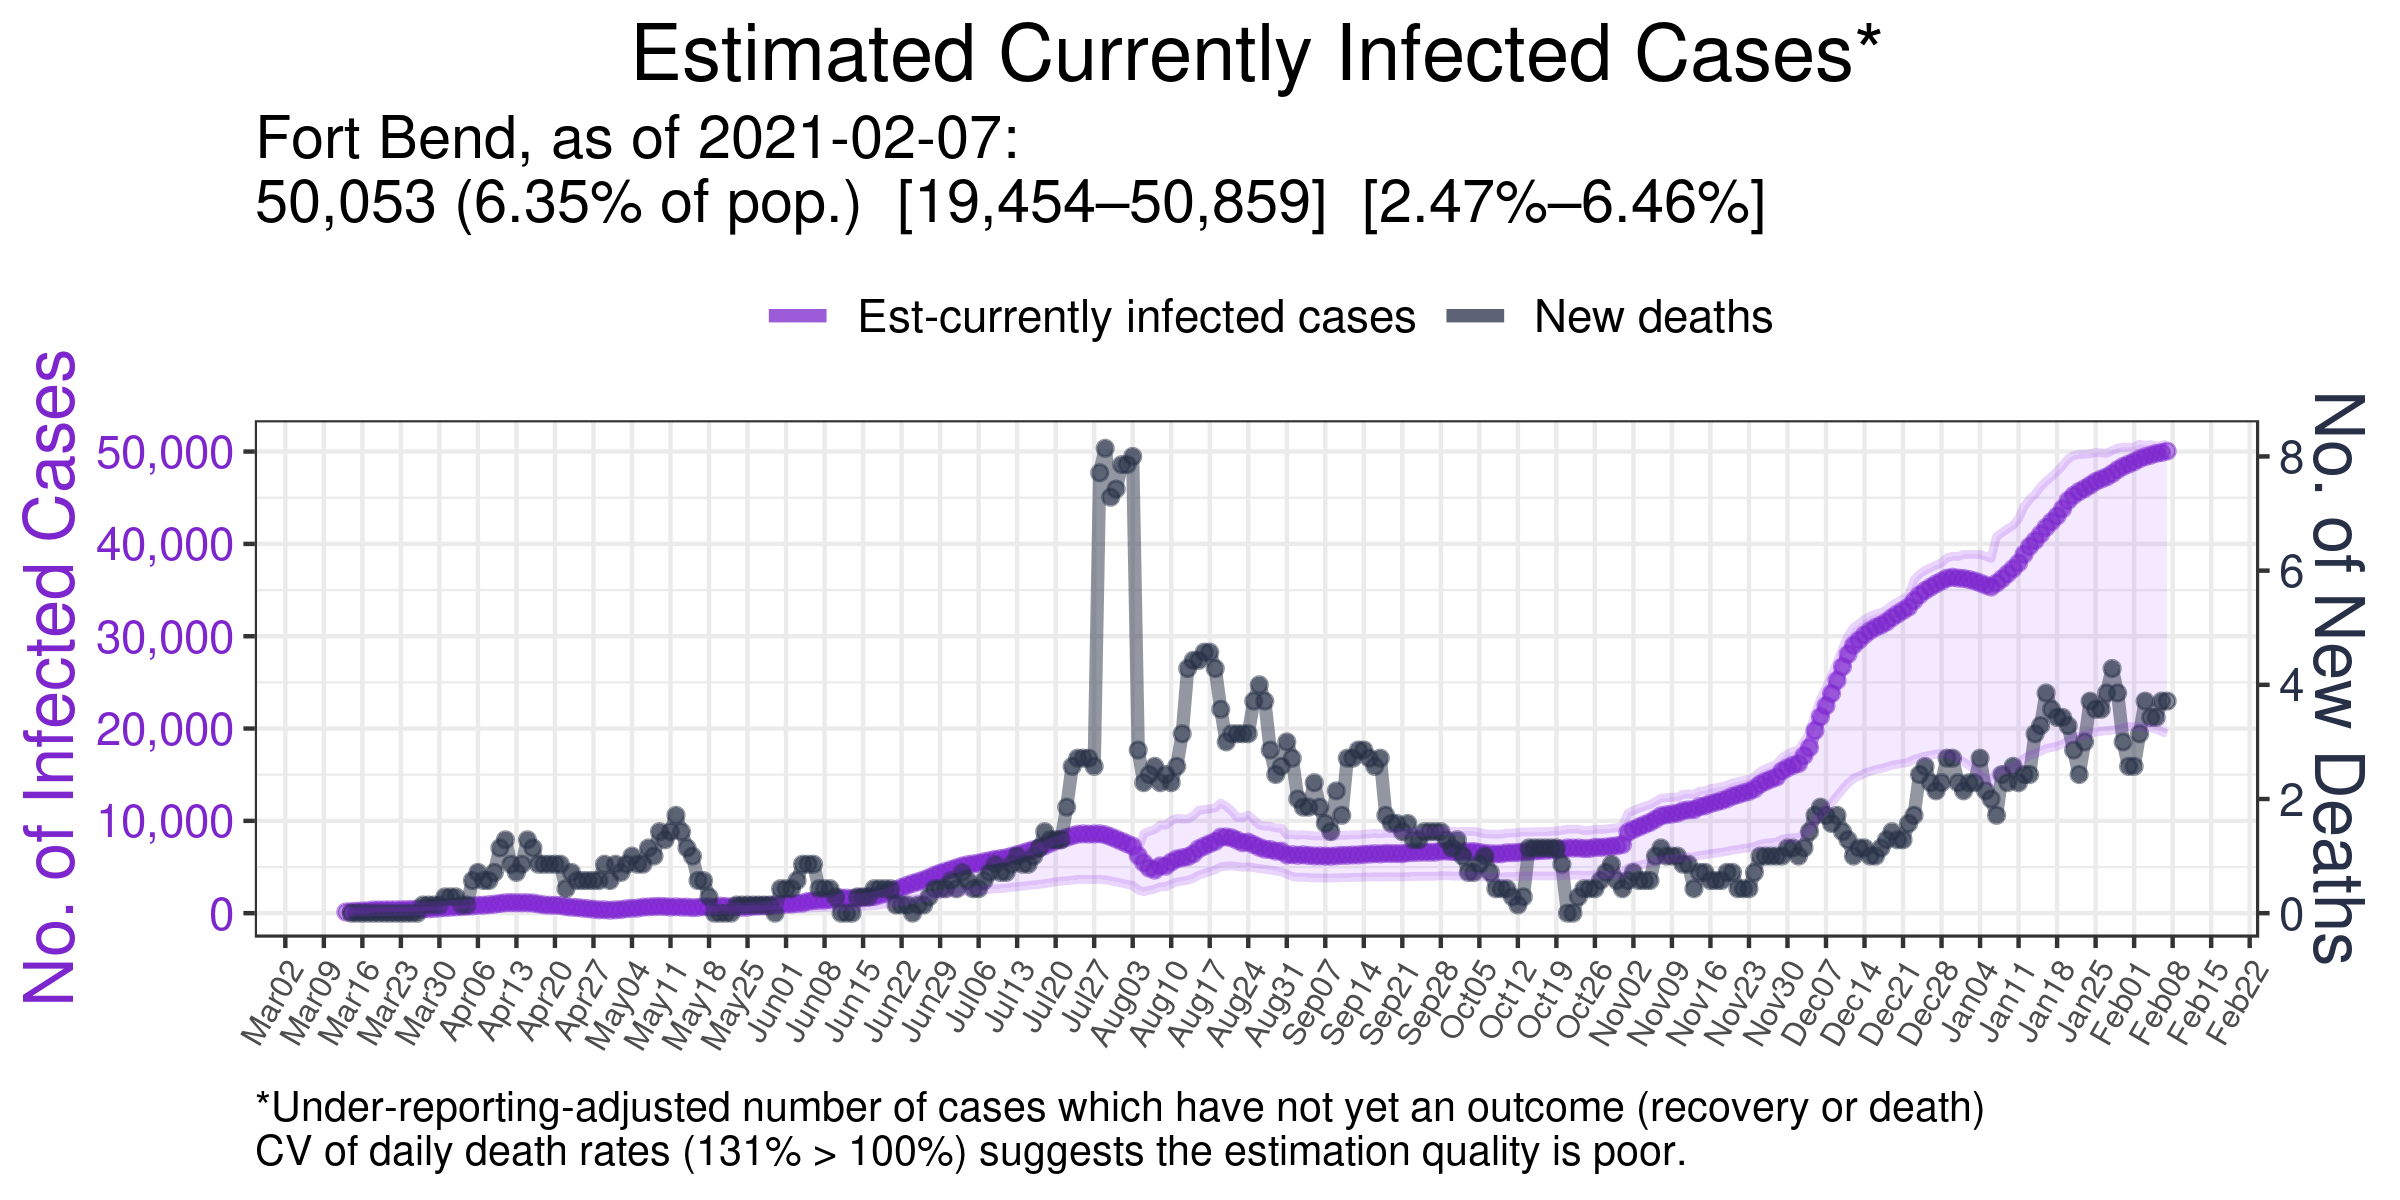 Estimated Currently Infected Cases*
Fort Bend, as of 2021-02-07:
50,053 (6.35% of pop.)  [19,454–50,859]  [2.47%–6.46%]
Est-currently infected cases
New deaths
No. of Infected Cases
50,000
40,000
30,000
20,000
10,000
0
8
6
4
2
0
No. of New Deaths
Mar02
Mar09
Mar16
Mar23
Mar30
Apr06
Apr13
Apr20
Apr27
May04
May11
May18
May25
Jun01
Jun08
Jun15
Jun22
Jun29
Jul06
Jul13
Jul20
Jul27
Aug03
Aug10
Aug17
Aug24
Aug31
Sep07
Sep14
Sep21
Sep28
Oct05
Oct12
Oct19
Oct26
Nov02
Nov09
Nov16
Nov23
Nov30
Dec07
Dec14
Dec21
Dec28
Jan04
Jan11
Jan18
Jan25
Feb01
Feb08
Feb15
Feb22
*Under-reporting-adjusted number of cases which have not yet an outcome (recovery or death)
CV of daily death rates (131% > 100%) suggests the estimation quality is poor.